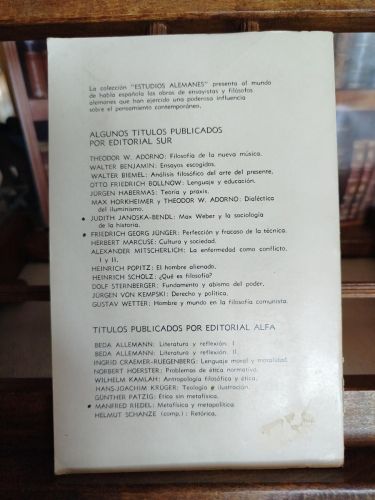 La colección "ESTUDIOS ALEMANES" presenta al mundo
de habla española las obras de ensayistas y filósofos
alemanes que han ejercido una poderosa influencia
sobre el pensamiento contemporáneo.
ALGUNOS TITULOS PUBLICADOS
POR EDITORIAL SUR
THEODOR W. ADORNO: Filosofía de la nueva música.
WALTER BENJAMIN: Ensayos escogidos.
WALTER BIEMEL: Análisis filosófico del arte del presente.
OTTO FRIEDRICH BOLLNOW: Lenguaje y educación.
JÜRGEN HABERMAS: Teoría y praxis.
MAX HORKHEIMER y THEODOR W. ADORNO: Dialéctica
del iluminismo.
JUDITH JANOSKA-BENDL: Max Weber y la sociología
de la historia.
FRIEDRICH GEORG JÜNGER: Perfección y fracaso de la técnica.
HERBERT MARCUSE: Cultura y sociedad.
ALEXANDER MITSCHERLICH: La enfermedad como conflicto,
I y II.
HEINRICH POPITZ: El hombre alienado.
HEINRICH SCHOLZ: ¿Qué es filosofía?
DOLF STERNBERGER: Fundamento y abismo del poder.
JÜRGEN VON KEMPSKI: Derecho y política.
GUSTAV WETTER: Hombre y mundo en la filosofía comunista.
TITULOS PUBLICADOS POR EDITORIAL ALFA
BEDA ALLEMANN: Literatura y reflexión. I
BEDA ALLEMANN: Literatura y reflexión. II
INGRID CRAEMER-RUEGENBERG: Lenguaje moral y moralidad.
NORBERT HOERSTER: Problemas de ética normativa.
WILHELM KAMLAH: Antropología filosófica y ética.
HANS-JOACHIM KRÜGER: Teología e ilustración.
GÜNTHER PATZIG: Etica sin metafísica.
MANFRED RIEDEL: Metafísica y metapolítica.
HELMUT SCHANZE (comp.): Retórica.